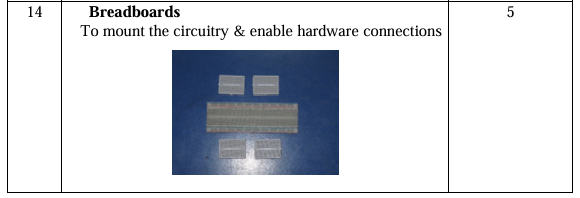 14 Breadboards 5
To mount the circuitry & enable hardware connections